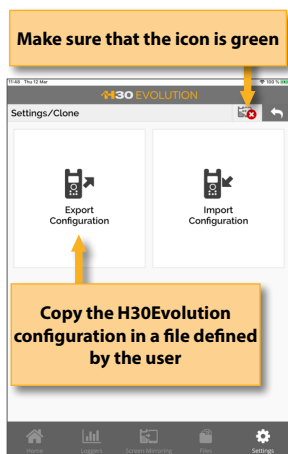 Make sure that the icon is green
11:48 Thu 12 Mar
100 %
H30 EVOLUTION
Settings/Clone
Export
Configuration
Import
Configuration
Copy the H30Evolution
configuration in a file defined
by the user
Home
Loggers
Screen Mirroring
Files
Settings